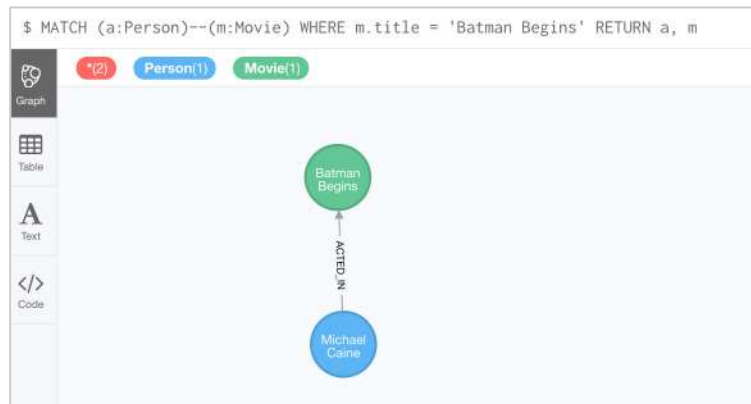 $ MATCH (a:Person)--(m:Movie) WHERE m.title = 'Batman Begins' RETURN a, m
*(2) Person(1) Movie(1)
Graph
Table
A
Text
</>
Code
Batman
Begins
ACTED_IN
Michael
Caine